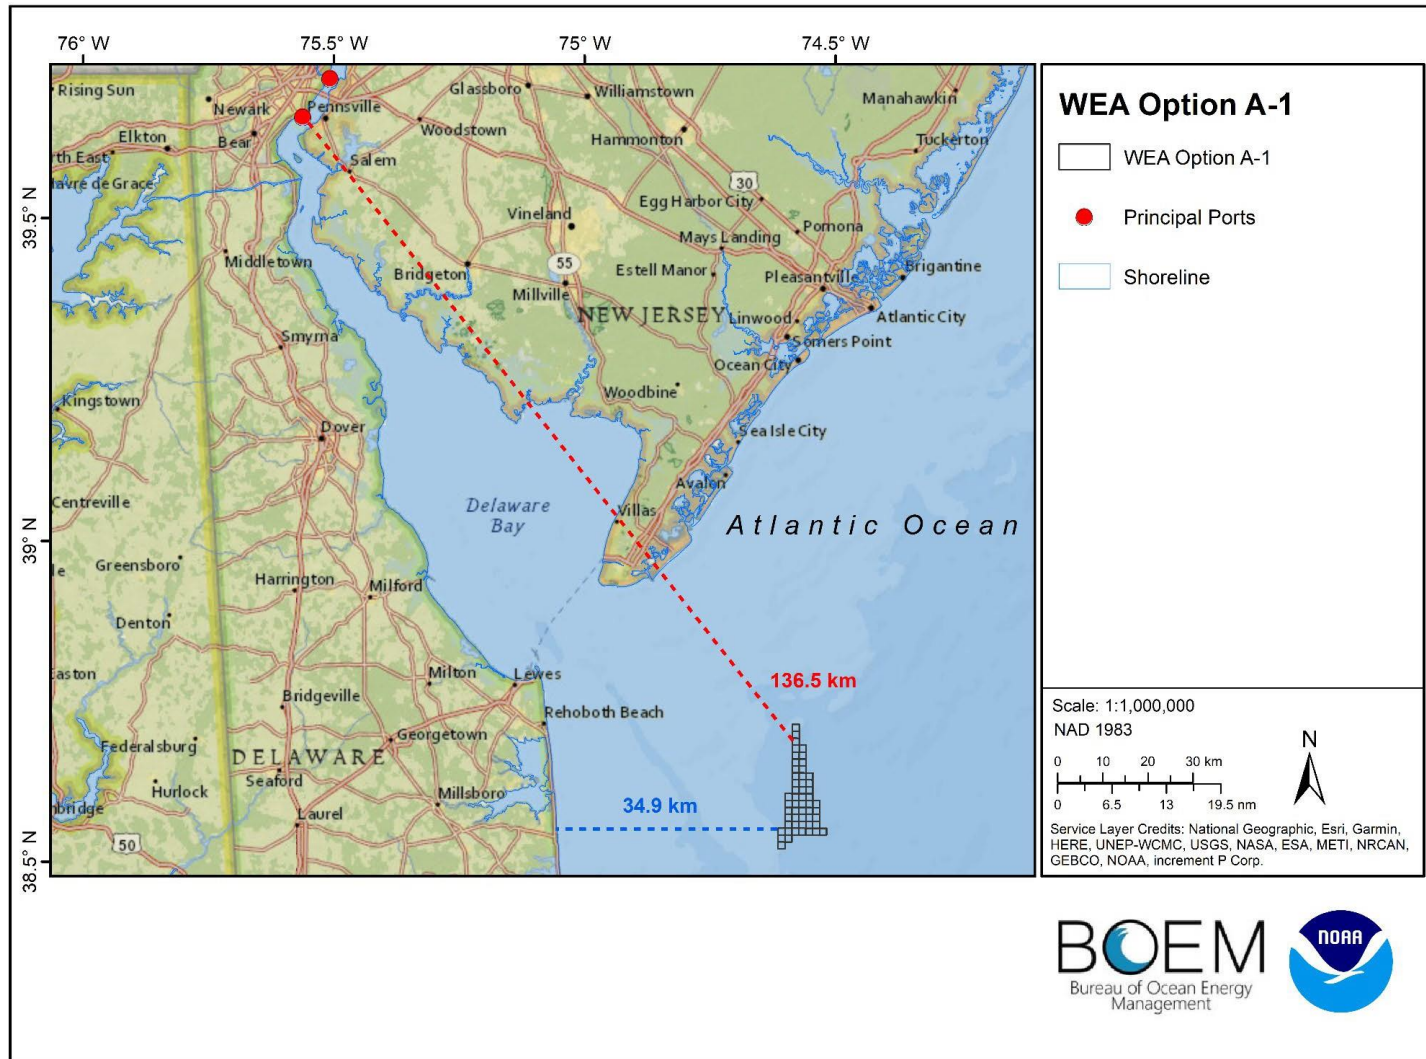 76° W
75.5° W
75° W
74.5° W
39.5° N
39° N
38.5° N
Rising Sun
Newark
Pennsville
Glassboro
Williamstown
Manahawkin
Elkton
Bear
Woodstown
Hammonton
Tuckerton
rth East
Salem
avre de Grace
30
Egg Harbor City
Vineland
Pomona
Mays Landing
Middletown
Bridgeton
55
Estell Manor
Pleasantville
Brigantine
Millville
NEW JERSEY
Linwood
Atlantic City
Smyrna
Somers Point
Ocean City
Woodbine
Kingstown
Dover
Sea Isle City
Avalon
Centreville
Delaware
Bay
Villas
Atlantic Ocean
le
Greensboro
Harrington
Milford
Denton
aston
Milton
Lewes
136.5 km
Bridgeville
Rehoboth Beach
Federalsburg
Georgetown
DELAWARE
Seaford
Hurlock
Millsboro
34.9 km
mbridge
Laurel
50
WEA Option A-1
WEA Option A-1
Principal Ports
Shoreline
Scale: 1:1,000,000
NAD 1983
N
0 10 20 30 km
0 6.5 13 19.5 nm
Service Layer Credits: National Geographic, Esri, Garmin,
HERE, UNEP-WCMC, USGS, NASA, ESA, METI, NRCAN,
GEBCO, NOAA, increment P Corp.
BOEM
Bureau of Ocean Energy
Management
NOAA